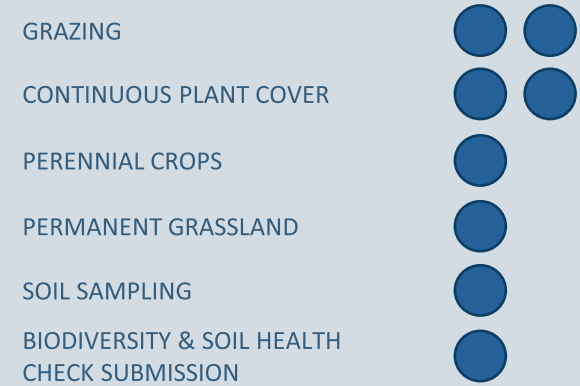 GRAZING
CONTINUOUS PLANT COVER
PERENNIAL CROPS
PERMANENT GRASSLAND
SOIL SAMPLING
BIODIVERSITY & SOIL HEALTH
CHECK SUBMISSION